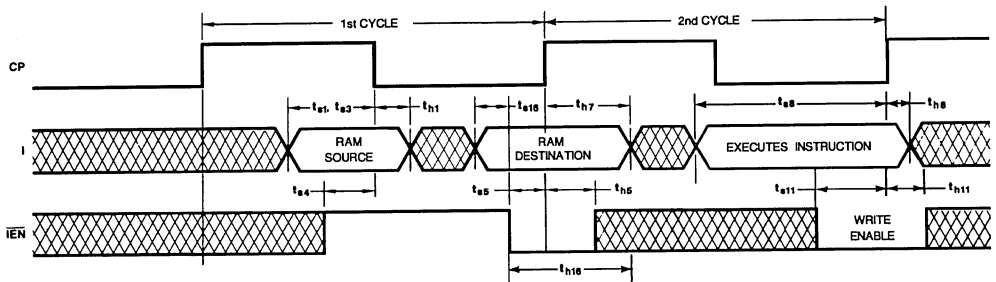 1st CYCLE
2nd CYCLE
CP
ts1, ts3
th1
ts16
th7
ts8
th8
I
RAM
SOURCE
RAM
DESTINATION
EXECUTES INSTRUCTION
ts4
ts5
th5
ts11
th11
IEN
WRITE
ENABLE
th16